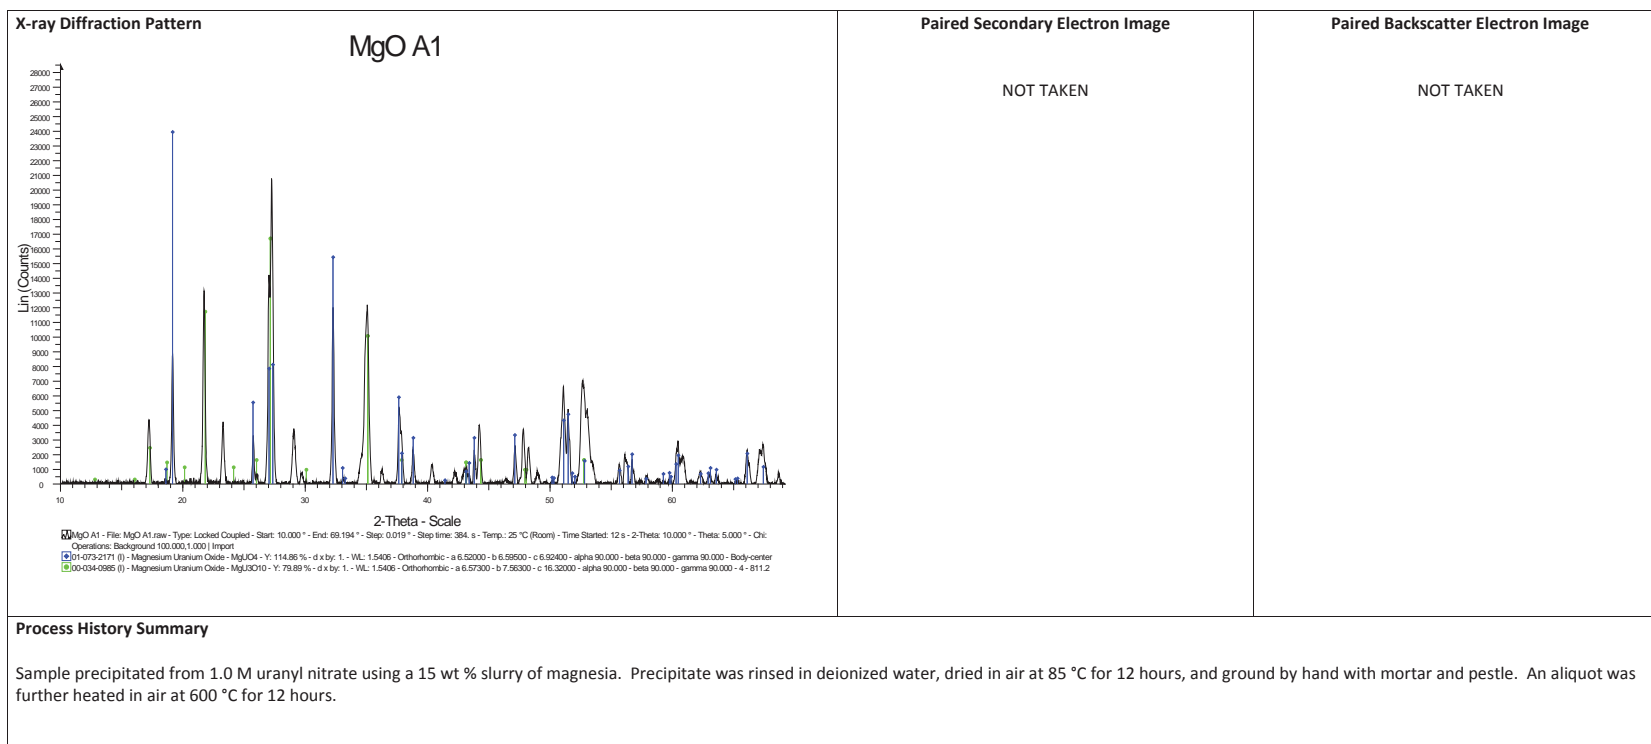 X-ray Diffraction Pattern
Paired Secondary Electron Image
Paired Backscatter Electron Image
MgO A1
NOT TAKEN
NOT TAKEN
Lin (Counts)
28000
27000
26000
25000
24000
23000
22000
21000
20000
19000
18000
17000
16000
15000
14000
13000
12000
11000
10000
9000
8000
7000
6000
5000
4000
3000
2000
1000
0
10 20 30 40 50 60
2-Theta - Scale
MgO A1 - File: MgO A1.raw - Type: Locked Coupled - Start: 10.000 ° - End: 69.194 ° - Step: 0.019 ° - Step time: 384. s - Temp.: 25 °C (Room) - Time Started: 12 s - 2-Theta: 10.000 ° - Theta: 5.000 ° - Chi:
Operations: Background 100.000,1.000 | Import
01-073-2171 (I) - Magnesium Uranium Oxide - MgUO4 - Y: 114.86 % - d x by: 1. - WL: 1.5406 - Orthorhombic - a 6.52000 - b 6.59500 - c 6.92400 - alpha 90.000 - beta 90.000 - gamma 90.000 - Body-center
00-034-0985 (I) - Magnesium Uranium Oxide - MgU3O10 - Y: 79.89 % - d x by: 1. - WL: 1.5406 - Orthorhombic - a 6.57300 - b 7.56300 - c 16.32000 - alpha 90.000 - beta 90.000 - gamma 90.000 - 4 - 811.2
Process History Summary
Sample precipitated from 1.0 M uranyl nitrate using a 15 wt % slurry of magnesia. Precipitate was rinsed in deionized water, dried in air at 85 °C for 12 hours, and ground by hand with mortar and pestle. An aliquot was
further heated in air at 600 °C for 12 hours.